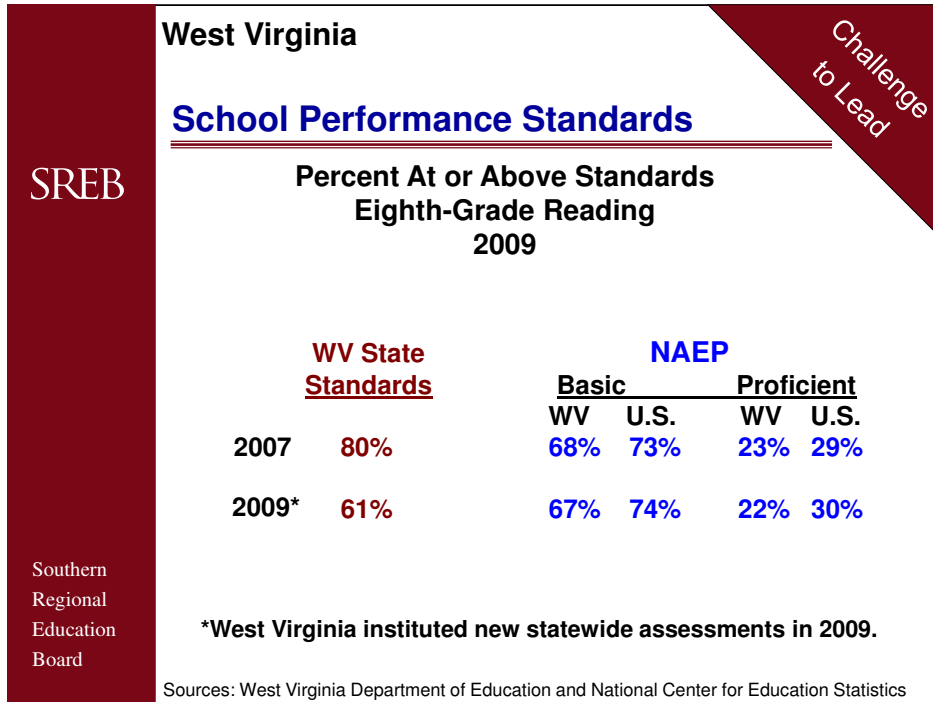 West Virginia
Challenge
to Lead
School Performance Standards
SREB
Percent At or Above Standards
Eighth-Grade Reading
2009
WV State NAEP
Standards Basic Proficient
WV U.S. WV U.S.
2007 80% 68% 73% 23% 29%
2009* 61% 67% 74% 22% 30%
Southern
Regional
Education
Board
*West Virginia instituted new statewide assessments in 2009.
Sources: West Virginia Department of Education and National Center for Education Statistics